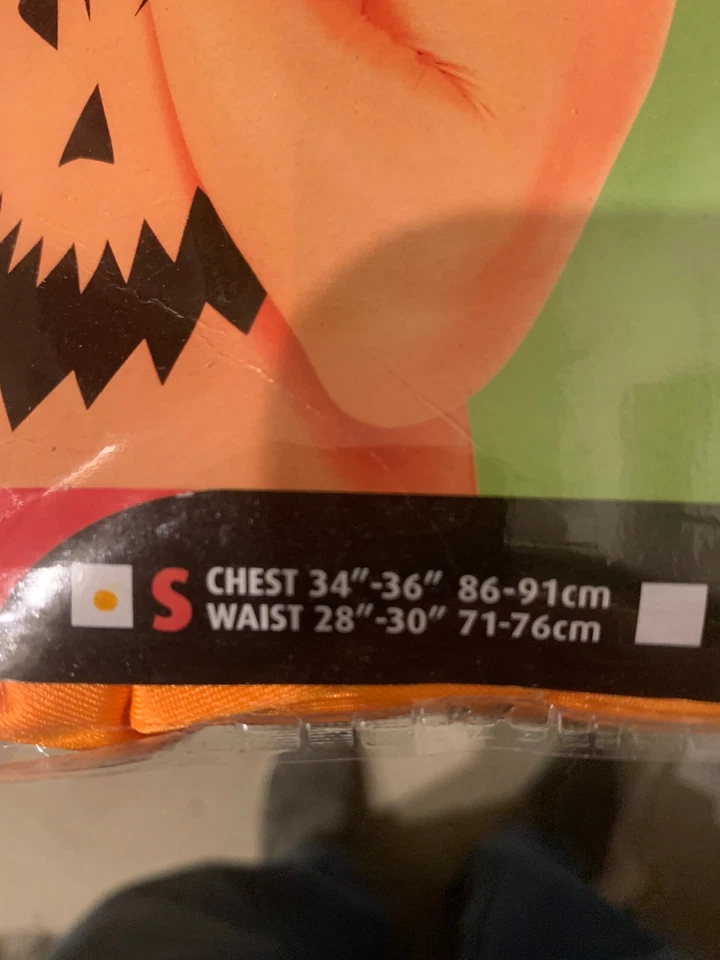 S
CHEST 34”-36” 86-91cm
WAIST 28”-30” 71-76cm